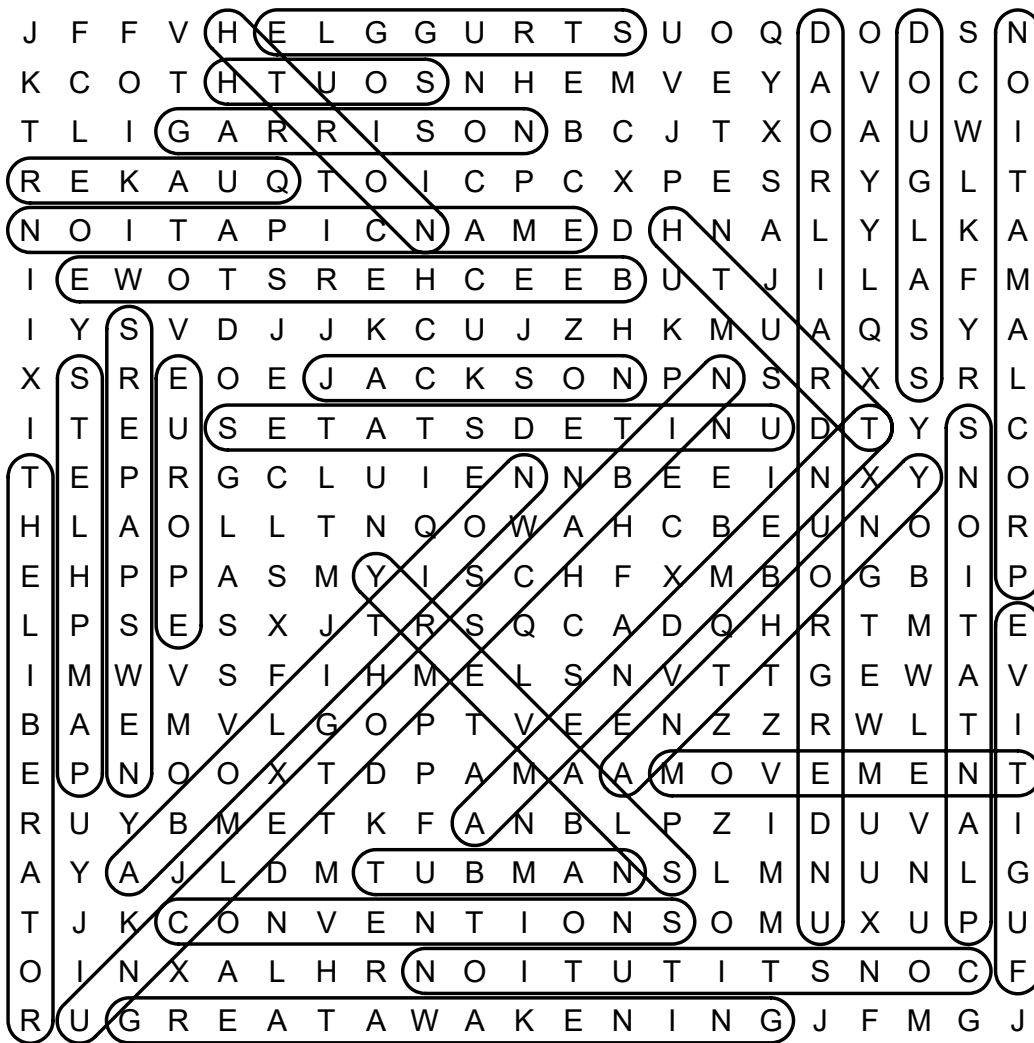 J F F V H E L G G U R T S U O Q D O D S N
K C O T H T U O S N H E M V E Y A V O C O
T L I G A R R I S O N B C J T X O A U W I
R E K A U Q T O I C P C X P E S R Y G L T
N O I T A P I C N A M E D H N A L Y L K A
I E W O T S R E H C E E B U T J I L A F M
I Y S V D J J K C U J Z H K M U A Q S Y A
X S R E O E J A C K S O N P N S R X S R L
I T E U S E T A T S D E T I N U D T Y S C
T E P R G C L U I E N N B E E I N X Y N O
H L A O L L T N Q O W A H C B E U N O O R
E H P P A S M Y I S C H F X M B O G B I P
L P S E S X J T R S Q C A D Q H R T M T E
I M W V S F I H M E L S N V T T G E W A V
B A E M V L G O P T V E E N Z Z R W L T I
E P N O O X T D P A M A A M O V E M E N T
R U Y B M E T K F A N B L P Z I D U V A I
A Y A J L D M T U B M A N S L M N U N L G
T J K C O N V E N T I O N S O M U X U P U
O I N X A L H R N O I T U T I T S N O C F
R U G R E A T A W A K E N I N G J F M G J